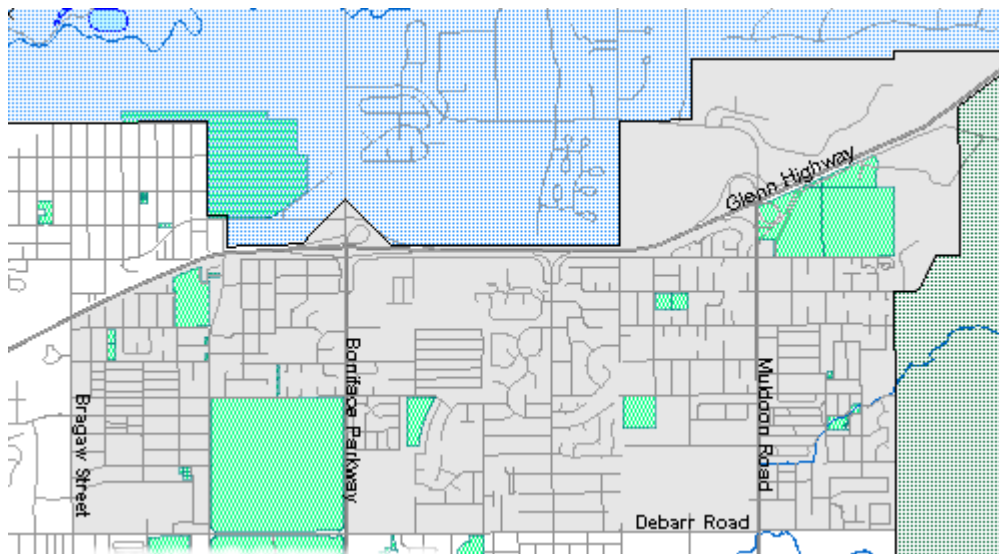 Glenn Highway
Boniface Parkway
Muldoon Road
Bragaw Street
Debarr Road